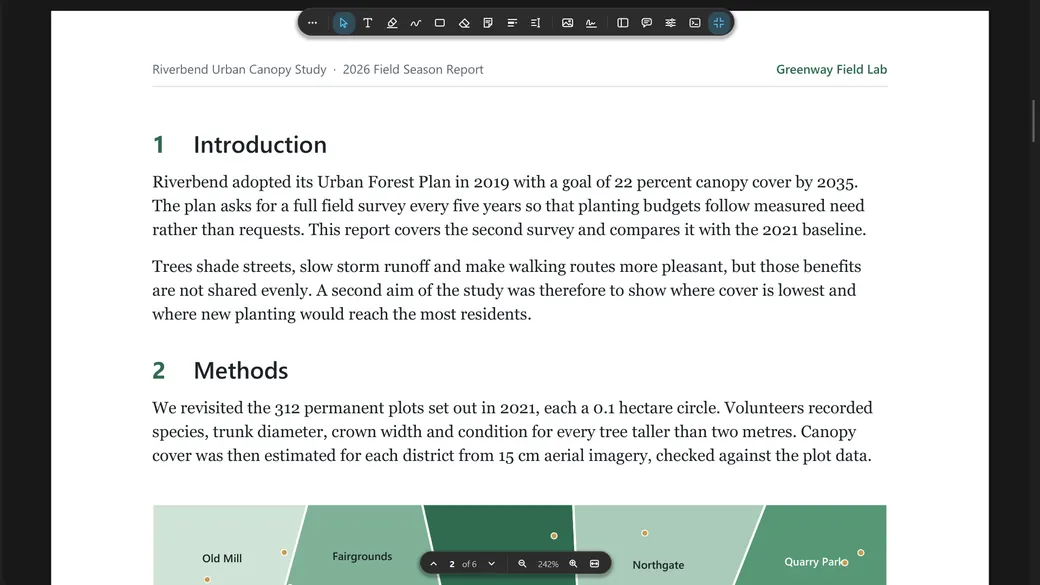 Riverbend Urban Canopy Study · 2026 Field Season Report
Greenway Field Lab
1 Introduction
Riverbend adopted its Urban Forest Plan in 2019 with a goal of 22 percent canopy cover by 2035.
The plan asks for a full field survey every five years so that planting budgets follow measured need
rather than requests. This report covers the second survey and compares it with the 2021 baseline.
Trees shade streets, slow storm runoff and make walking routes more pleasant, but those benefits
are not shared evenly. A second aim of the study was therefore to show where cover is lowest and
where new planting would reach the most residents.
2 Methods
We revisited the 312 permanent plots set out in 2021, each a 0.1 hectare circle. Volunteers recorded
species, trunk diameter, crown width and condition for every tree taller than two metres. Canopy
cover was then estimated for each district from 15 cm aerial imagery, checked against the plot data.
Old Mill
Fairgrounds
Northgate
Quarry Park
2 of 6
242%